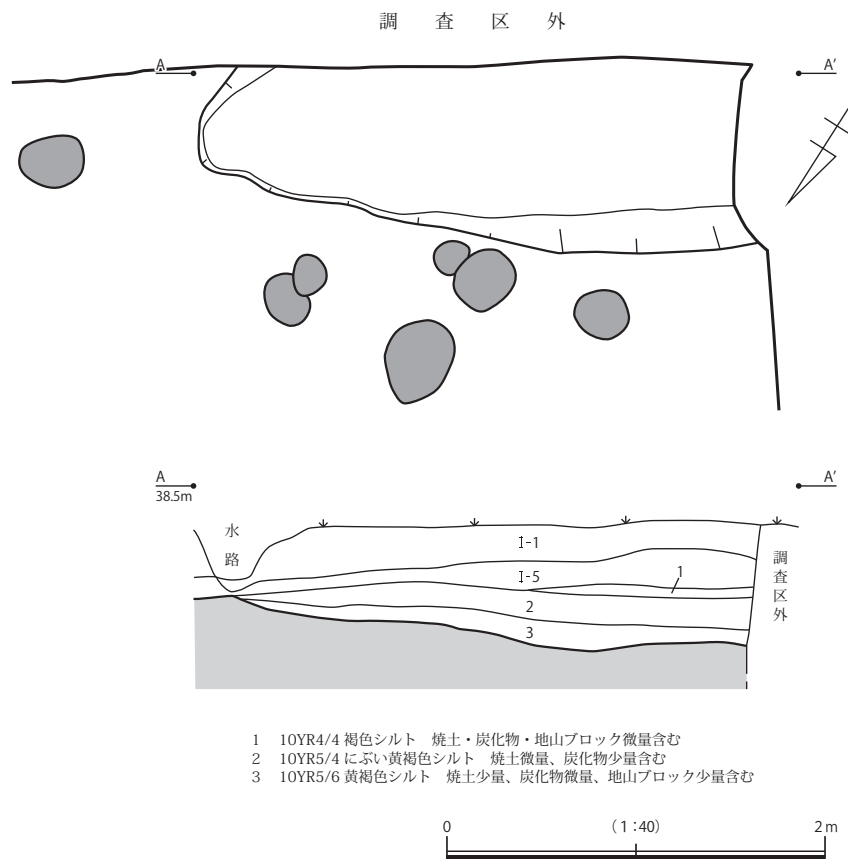 調査区外
A A'
A A'
38.5m
水路
I-1
I-5
1
2
3
調査区外
1 10YR4/4 褐色シルト 焼土・炭化物・地山ブロック微量含む
2 10YR5/4 にぶい黄褐色シルト 焼土微量、炭化物少量含む
3 10YR5/6 黄褐色シルト 焼土少量、炭化物微量、地山ブロック少量含む
0 (1:40) 2m